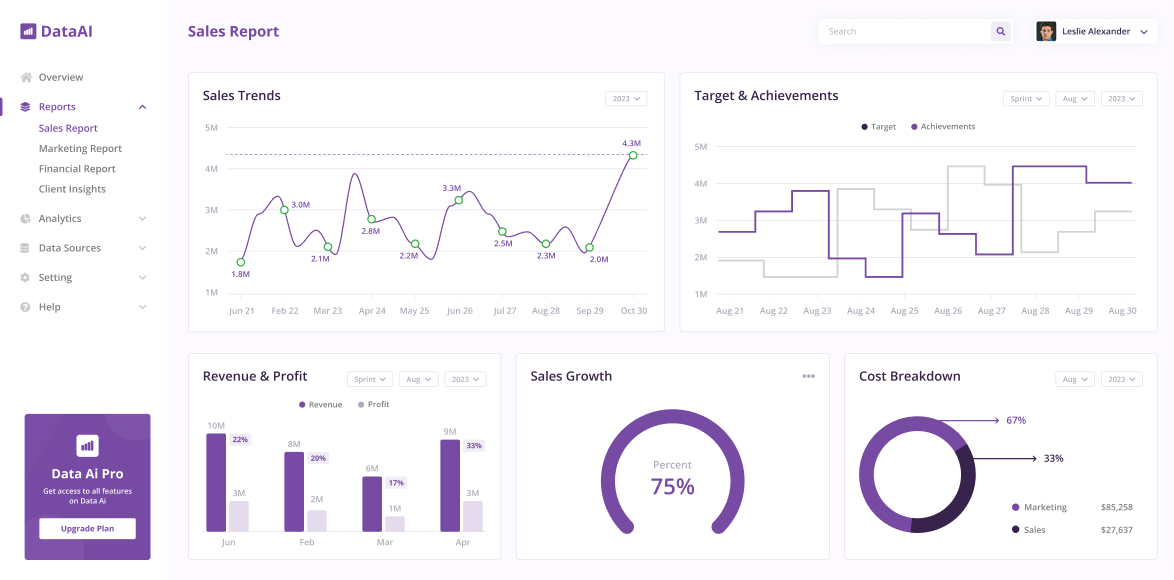 DataAI
Overview
Reports
Sales Report
Marketing Report
Financial Report
Client Insights
Analytics
Data Sources
Setting
Help
Data Ai Pro
Get access to all features
on Data Ai
Upgrade Plan
Sales Report
Search
Leslie Alexander
Sales Trends
2023
5M
4M
3M
2M
1M
1.8M
3.0M
2.1M
2.8M
2.2M
3.3M
2.5M
2.3M
2.0M
4.3M
Jun 21 Feb 22 Mar 23 Apr 24 May 25 Jun 26 Jul 27 Aug 28 Sep 29 Oct 30
Target & Achievements
Sprint Aug 2023
Target Achievements
5M
4M
3M
2M
1M
Aug 21 Aug 22 Aug 23 Aug 24 Aug 25 Aug 26 Aug 27 Aug 28 Aug 29 Aug 30
Revenue & Profit
Sprint Aug 2023
Revenue Profit
10M
22%
3M
8M
20%
2M
6M
17%
1M
9M
33%
3M
Jun Feb Mar Apr
Sales Growth
Percent
75%
Cost Breakdown
Aug 2023
67%
33%
Marketing $85,258
Sales $27,637